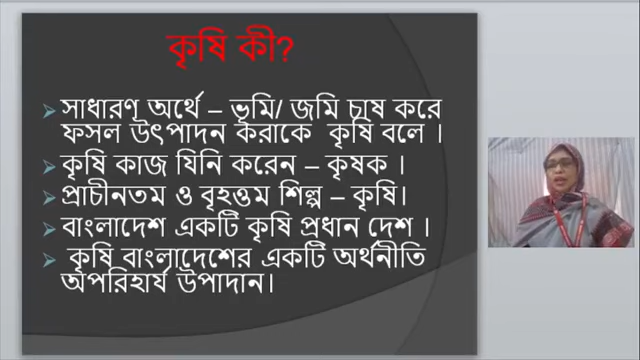 কৃষি কী?
সাধারণ অর্থে – ভূমি/ জমি চাষ করে
ফসল উৎপাদন করাকে কৃষি বলে ।
কৃষি কাজ যিনি করেন – কৃষক ।
প্রাচীনতম ও বৃহত্তম শিল্প – কৃষি।
বাংলাদেশ একটি কৃষি প্রধান দেশ ।
কৃষি বাংলাদেশের একটি অর্থনীতি
অপরিহার্য উপাদান।